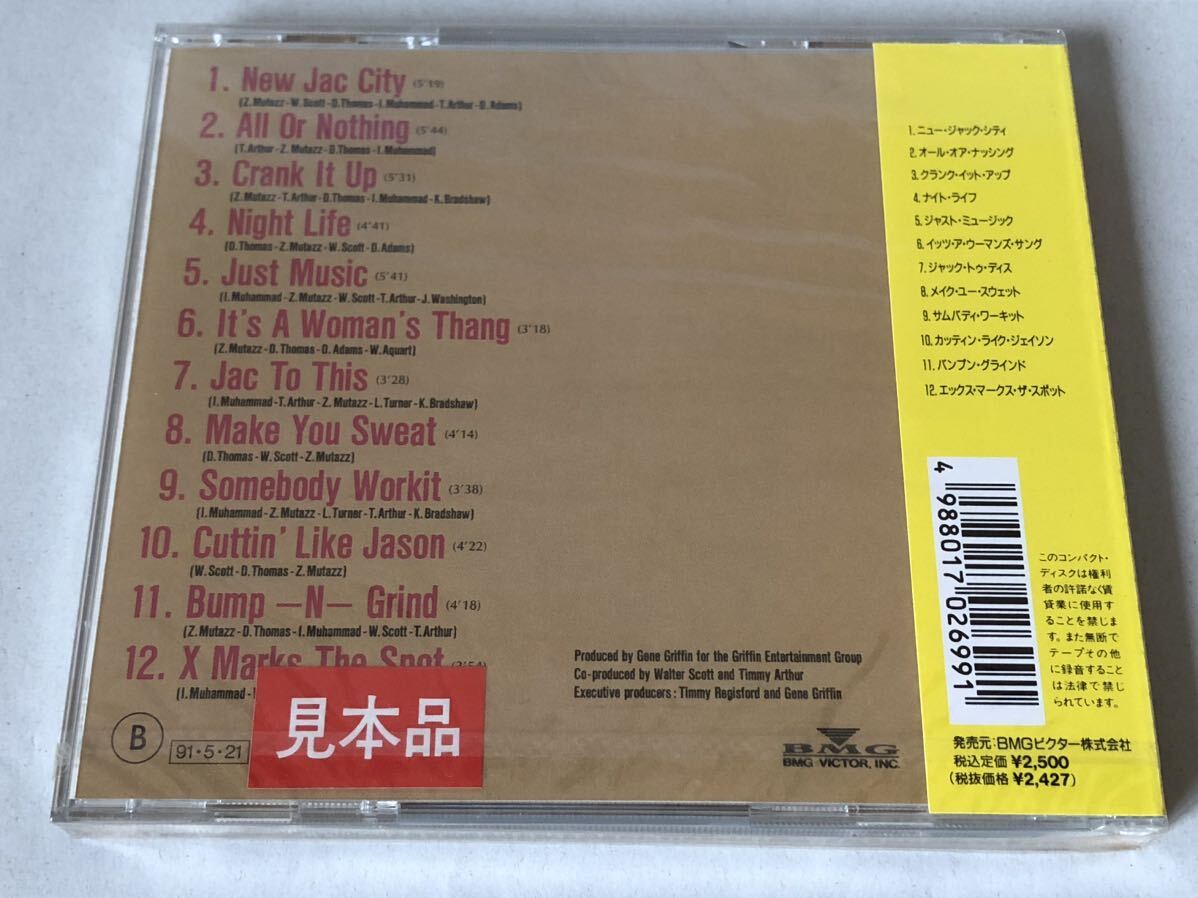 1. New Jac City (5'19)
(Z. Mutazz - W. Scott - D. Thomas - I. Muhammad - T. Arthur - D. Adams)
2. All Or Nothing (5'44)
(T. Arthur - Z. Mutazz - D. Thomas - I. Muhammad)
3. Crank It Up (5'31)
(Z. Mutazz - T. Arthur - D. Thomas - I. Muhammad - K. Bradshaw)
4. Night Life (4'41)
(D. Thomas - Z. Mutazz - W. Scott - D. Adams)
5. Just Music (5'41)
(I. Muhammad - Z. Mutazz - W. Scott - T. Arthur - J. Washington)
6. It's A Woman's Thang (3'18)
(Z. Mutazz - D. Thomas - D. Adams - W. Aquart)
7. Jac To This (3'28)
(I. Muhammad - T. Arthur - Z. Mutazz - L. Turner - K. Bradshaw)
8. Make You Sweat (4'14)
(D. Thomas - W. Scott - Z. Mutazz)
9. Somebody Workit (3'38)
(I. Muhammad - Z. Mutazz - L. Turner - T. Arthur - K. Bradshaw)
10. Cuttin' Like Jason (4'22)
(W. Scott - D. Thomas - Z. Mutazz)
11. Bump —N— Grind (4'18)
(Z. Mutazz - D. Thomas - I. Muhammad - W. Scott - T. Arthur)
12. X Marks The Spot (3'54)
(I. Muhammad -
Produced by Gene Griffin for the Griffin Entertainment Group
Co-produced by Walter Scott and Timmy Arthur
Executive producers : Timmy Regisford and Gene Griffin
B
91・5・21
見本品
BMG
BMG VICTOR, INC.
1. ニュー・ジャック・シティ
2. オール・オア・ナッシング
3. クランク・イット・アップ
4. ナイト・ライフ
5. ジャスト・ミュージック
6. イッツ・ア・ウーマンズ・サング
7. ジャック・トゥ・ディス
8. メイク・ユー・スウェット
9. サムバディ・ワーキット
10. カッティン・ライク・ジェイソン
11. バンプン・グラインド
12. エックス・マークス・ザ・スポット
4 988017 026991
このコンパクト・
ディスクは権利
者の許諾なく賃
貸業に使用す
ることを禁じま
す。また無断で
テープその他
に録音すること
は法律で禁じ
られています。
発売元：BMGビクター株式会社
税込定価 ¥2,500
(税抜価格 ¥2,427)